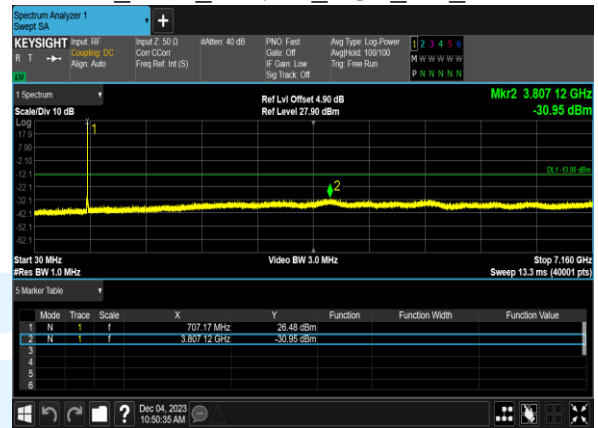 Spectrum Analyzer 1
Swept SA
KEYSIGHT
R T
LV
Input: RF
Coupling: DC
Align: Auto
Input Z: 50 Ω
Corr CCorr
Freq Ref: Int (S)
#Atten: 40 dB
PNO: Fast
Gate: Off
IF Gain: Low
Sig Track: Off
Avg Type: Log-Power
Avg|Hold: 100/100
Trig: Free Run
1 2 3 4 5 6
M W W W W W
P N N N N N
1 Spectrum
Scale/Div 10 dB
Log
Ref Lvl Offset 4.90 dB
Ref Level 27.90 dBm
Mkr2 3.807 12 GHz
-30.95 dBm
17.9
7.90
-2.10
-12.1
-22.1
-32.1
-42.1
-52.1
-62.1
1
2
DL1 -13.00 dBm
Start 30 MHz
#Res BW 1.0 MHz
Video BW 3.0 MHz
Stop 7.160 GHz
Sweep 13.3 ms (40001 pts)
5 Marker Table
Mode Trace Scale X Y Function Function Width Function Value
1 N 1 f 707.17 MHz 26.48 dBm
2 N 1 f 3.807 12 GHz -30.95 dBm
3
4
5
6
?
Dec 04, 2023
10:50:35 AM